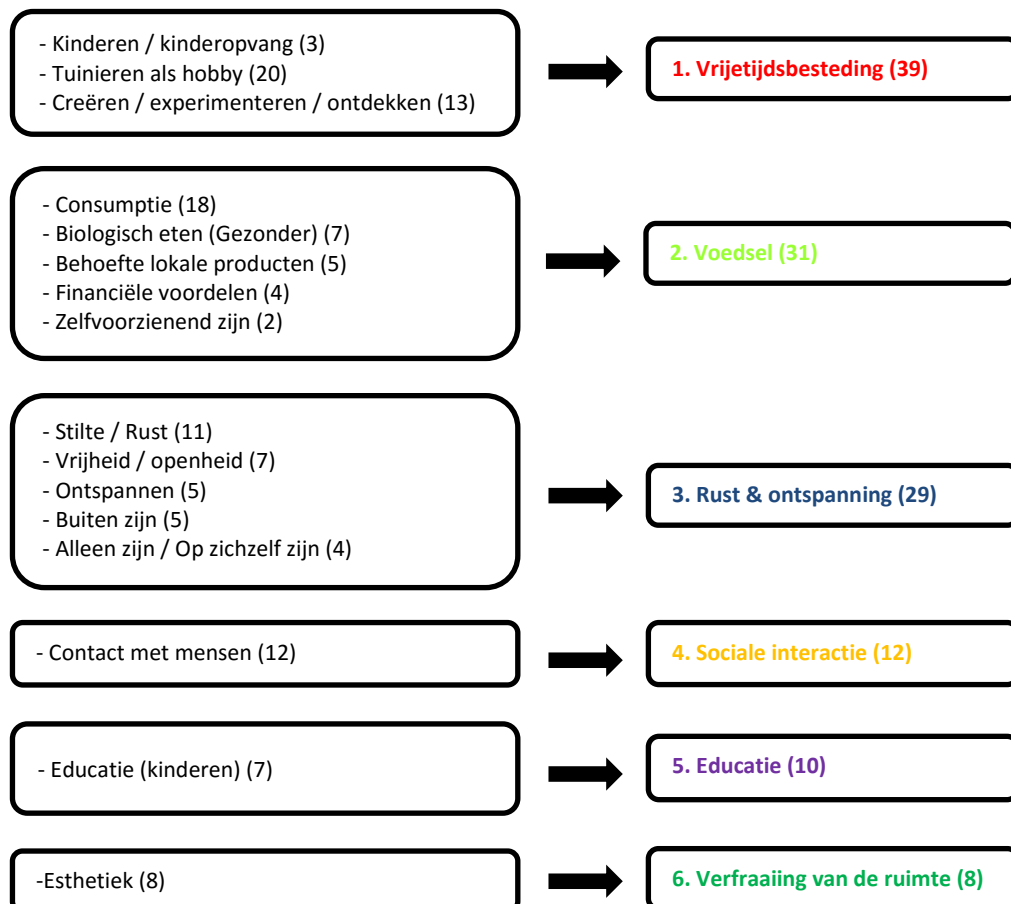 - Kinderen / kinderopvang (3)
- Tuinieren als hobby (20)
- Creëren / experimenteren / ontdekken (13)
1. Vrijetijdsbesteding (39)
- Consumptie (18)
- Biologisch eten (Gezonder) (7)
- Behoefte lokale producten (5)
- Financiële voordelen (4)
- Zelfvoorzienend zijn (2)
2. Voedsel (31)
- Stilte / Rust (11)
- Vrijheid / openheid (7)
- Ontspannen (5)
- Buiten zijn (5)
- Alleen zijn / Op zichzelf zijn (4)
3. Rust & ontspanning (29)
- Contact met mensen (12)
4. Sociale interactie (12)
- Educatie (kinderen) (7)
5. Educatie (10)
-Esthetiek (8)
6. Verfraaiing van de ruimte (8)